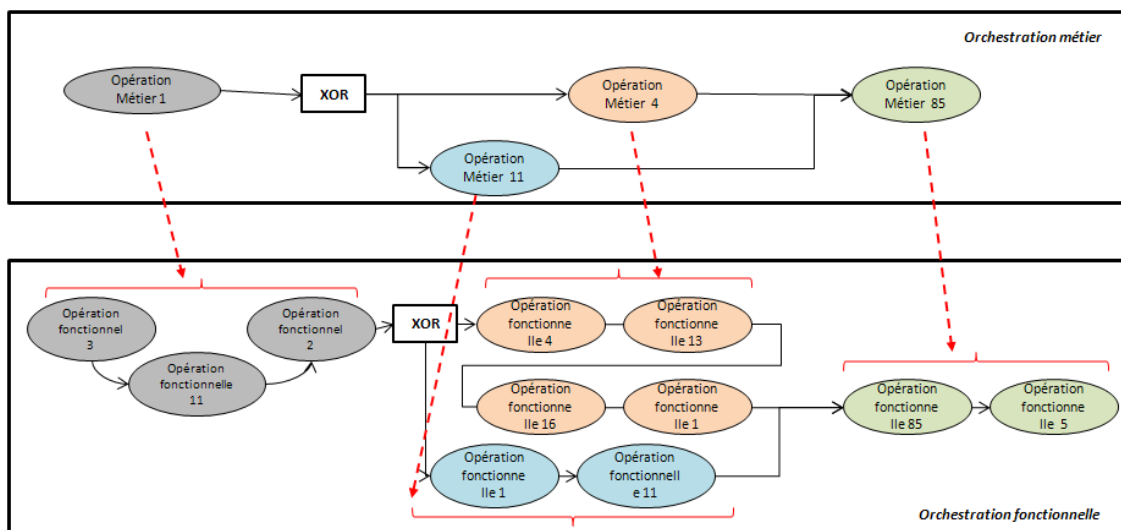 Orchestration métier
Opération
Métier 1
XOR
Opération
Métier 4
Opération
Métier 85
Opération
Métier 11
Opération
fonctionnel
3
Opération
fonctionnelle
11
Opération
fonctionnel
2
XOR
Opération
fonctionne
lle 4
Opération
fonctionne
lle 13
Opération
fonctionne
lle 16
Opération
fonctionne
lle 1
Opération
fonctionne
lle 85
Opération
fonctionne
lle 5
Opération
fonctionne
lle 1
Opération
fonctionnell
e 11
Orchestration fonctionnelle